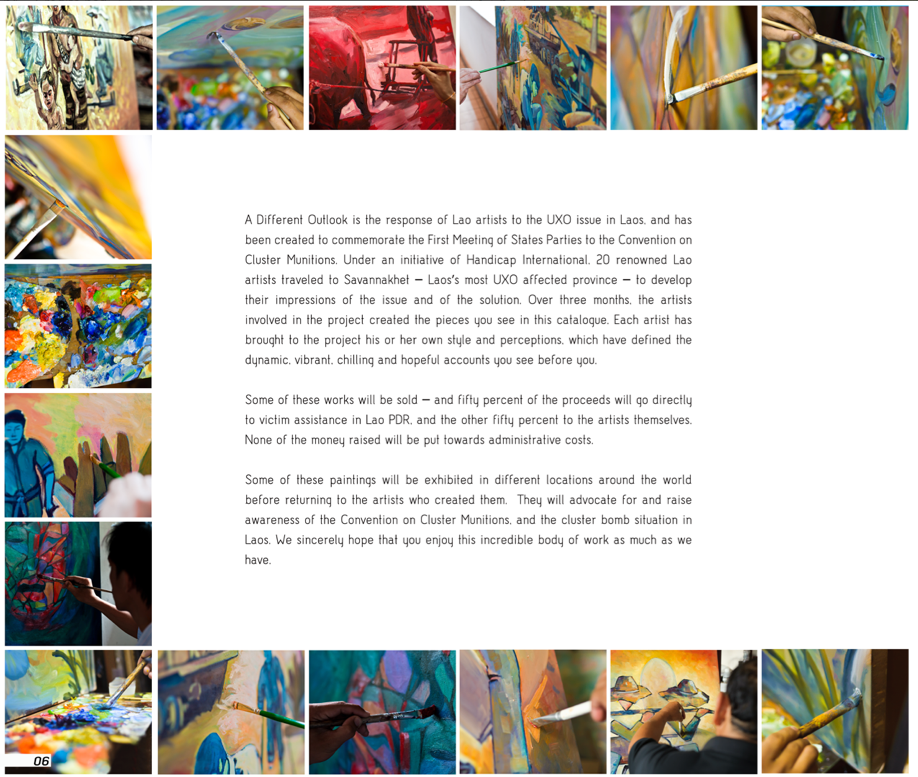 A Different Outlook is the response of Lao artists to the UXO issue in Laos, and has
been created to commemorate the First Meeting of States Parties to the Convention on
Cluster Munitions. Under an initiative of Handicap International, 20 renowned Lao
artists traveled to Savannakhet – Laos's most UXO affected province – to develop
their impressions of the issue and of the solution. Over three months, the artists
involved in the project created the pieces you see in this catalogue. Each artist has
brought to the project his or her own style and perceptions, which have defined the
dynamic, vibrant, chilling and hopeful accounts you see before you.
Some of these works will be sold – and fifty percent of the proceeds will go directly
to victim assistance in Lao PDR, and the other fifty percent to the artists themselves.
None of the money raised will be put towards administrative costs.
Some of these paintings will be exhibited in different locations around the world
before returning to the artists who created them. They will advocate for and raise
awareness of the Convention on Cluster Munitions, and the cluster bomb situation in
Laos. We sincerely hope that you enjoy this incredible body of work as much as we
have.
06